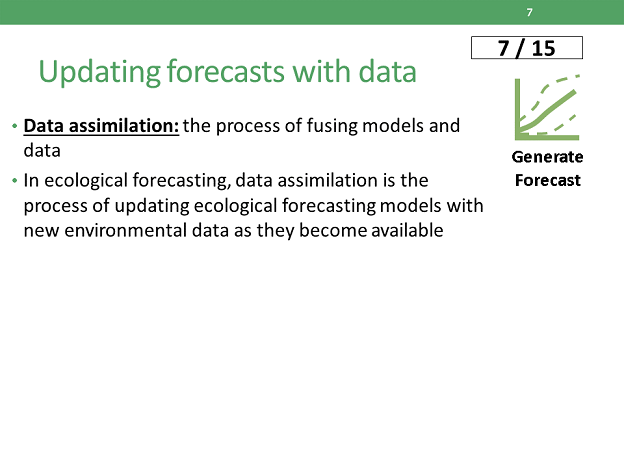 7
7 / 15
Updating forecasts with data
• Data assimilation: the process of fusing models and
data
• In ecological forecasting, data assimilation is the
process of updating ecological forecasting models with
new environmental data as they become available
Generate
Forecast